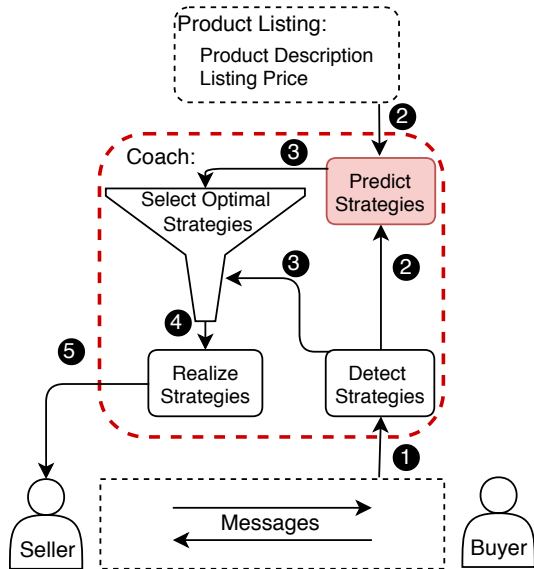 Product Listing:
Product Description
Listing Price
2
Coach:
3
Predict
Strategies
Select Optimal
Strategies
3
2
4
5
Realize
Strategies
Detect
Strategies
1
Messages
Seller
Buyer